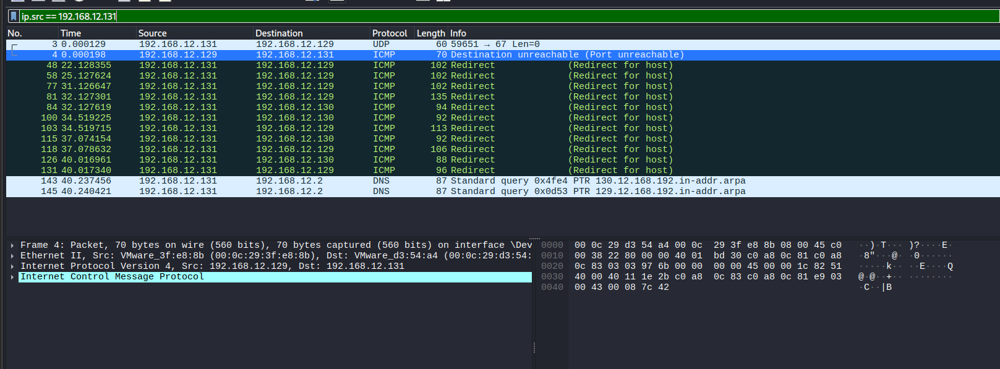 ip.src == 192.168.12.131
No. Time Source Destination Protocol Length Info
3 0.000129 192.168.12.131 192.168.12.129 UDP 60 59651 → 67 Len=0
4 0.000198 192.168.12.129 192.168.12.131 ICMP 70 Destination unreachable (Port unreachable)
48 22.128355 192.168.12.131 192.168.12.129 ICMP 102 Redirect (Redirect for host)
58 25.127624 192.168.12.131 192.168.12.129 ICMP 102 Redirect (Redirect for host)
77 31.126647 192.168.12.131 192.168.12.129 ICMP 102 Redirect (Redirect for host)
81 32.127301 192.168.12.131 192.168.12.129 ICMP 135 Redirect (Redirect for host)
84 32.127619 192.168.12.131 192.168.12.130 ICMP 94 Redirect (Redirect for host)
100 34.519225 192.168.12.131 192.168.12.130 ICMP 92 Redirect (Redirect for host)
103 34.519715 192.168.12.131 192.168.12.129 ICMP 113 Redirect (Redirect for host)
115 37.074154 192.168.12.131 192.168.12.130 ICMP 92 Redirect (Redirect for host)
118 37.078632 192.168.12.131 192.168.12.129 ICMP 106 Redirect (Redirect for host)
126 40.016961 192.168.12.131 192.168.12.130 ICMP 88 Redirect (Redirect for host)
131 40.017340 192.168.12.131 192.168.12.129 ICMP 96 Redirect (Redirect for host)
143 40.237456 192.168.12.131 192.168.12.2 DNS 87 Standard query 0x4fe4 PTR 130.12.168.192.in-addr.arpa
145 40.240421 192.168.12.131 192.168.12.2 DNS 87 Standard query 0x0d53 PTR 129.12.168.192.in-addr.arpa
Frame 4: Packet, 70 bytes on wire (560 bits), 70 bytes captured (560 bits) on interface \Dev
Ethernet II, Src: VMware_3f:e8:8b (00:0c:29:3f:e8:8b), Dst: VMware_d3:54:a4 (00:0c:29:d3:54:
Internet Protocol Version 4, Src: 192.168.12.129, Dst: 192.168.12.131
Internet Control Message Protocol
0000 00 0c 29 d3 54 a4 00 0c 29 3f e8 8b 08 00 45 c0 ··)·T··· )?····E·
0010 00 38 22 80 00 00 40 01 bd 30 c0 a8 0c 81 c0 a8 ·8"···@· ·0······
0020 0c 83 03 03 97 6b 00 00 00 00 45 00 00 1c 82 51 ·····k·· ··E····Q
0030 40 00 40 11 1e 2b c0 a8 0c 83 c0 a8 0c 81 e9 03 @·@··+·· ········
0040 00 43 00 08 7c 42 ·C··|B